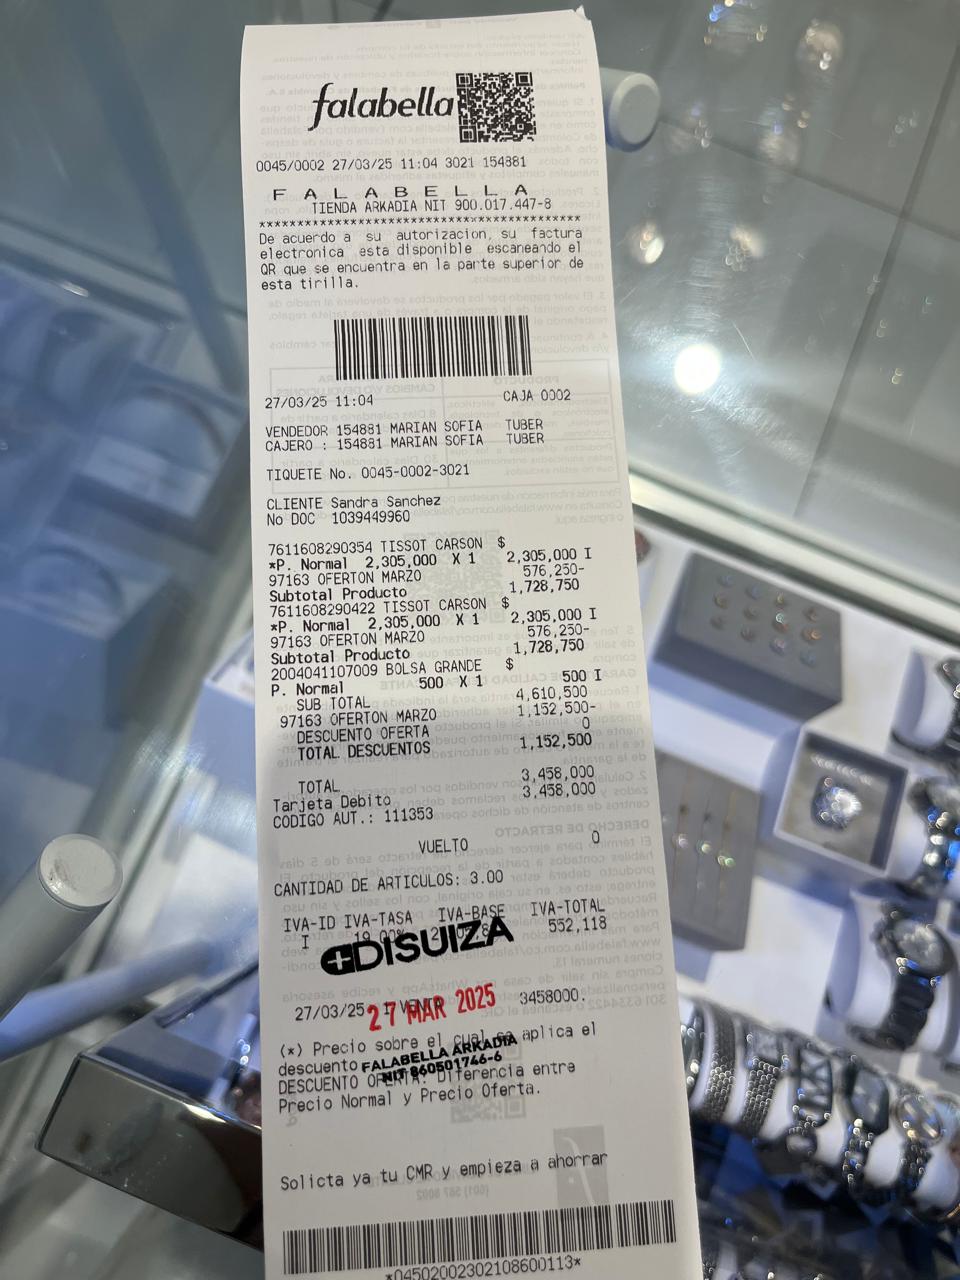 falabella
0045/0002 27/03/25 11:04 3021 154881
F A L A B E L L A
TIENDA ARKADIA NIT 900.017.447-8
****************************************
De acuerdo a su autorizacion, su factura
electronica esta disponible escaneando el
QR que se encuentra en la parte superior de
esta tirilla.
27/03/25 11:04 CAJA 0002
VENDEDOR 154881 MARIAN SOFIA TUBER
CAJERO : 154881 MARIAN SOFIA TUBER
TIQUETE No. 0045-0002-3021
CLIENTE Sandra Sanchez
No DOC 1039449960
7611608290354 TISSOT CARSON $
*P. Normal 2,305,000 X 1 2,305,000 I
97163 OFERTON MARZO 576,250-
Subtotal Producto 1,728,750
7611608290422 TISSOT CARSON $
*P. Normal 2,305,000 X 1 2,305,000 I
97163 OFERTON MARZO 576,250-
Subtotal Producto 1,728,750
2004041107009 BOLSA GRANDE $
P. Normal 500 X 1 500 I
SUB TOTAL 4,610,500
97163 OFERTON MARZO 1,152,500-
DESCUENTO OFERTA 0
TOTAL DESCUENTOS 1,152,500
TOTAL 3,458,000
Tarjeta Debito 3,458,000
CODIGO AUT.: 111353
VUELTO 0
CANTIDAD DE ARTICULOS: 3.00
IVA-ID IVA-TASA IVA-BASE IVA-TOTAL
I 19.00% 552,118
DISUIZA
27/03/25 3458000.
27 MAR 2025
(*) Precio sobre el cual se aplica el
descuento
FALABELLA ARKADIA
NIT 860501746-6
DESCUENTO OFERTA: Diferencia entre
Precio Normal y Precio Oferta.
Solicita ya tu CMR y empieza a ahorrar
*04502002302108600113*